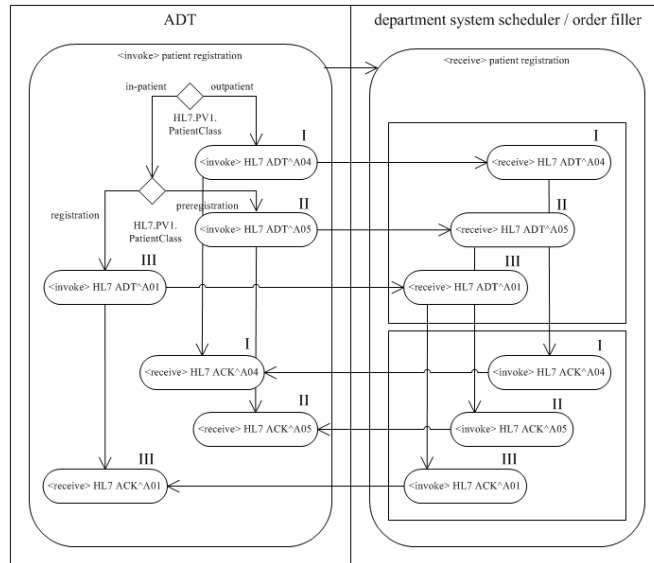 ADT
department system scheduler / order filler
<invoke> patient registration
<receive> patient registration
in-patient
outpatient
HL7.PV1.
PatientClass
I
<invoke> HL7 ADT^A04
I
<receive> HL7 ADT^A04
registration
preregistration
HL7.PV1.
PatientClass
II
<invoke> HL7 ADT^A05
II
<receive> HL7 ADT^A05
III
<invoke> HL7 ADT^A01
III
<receive> HL7 ADT^A01
I
<receive> HL7 ACK^A04
I
<invoke> HL7 ACK^A04
II
<receive> HL7 ACK^A05
II
<invoke> HL7 ACK^A05
III
<receive> HL7 ACK^A01
III
<invoke> HL7 ACK^A01